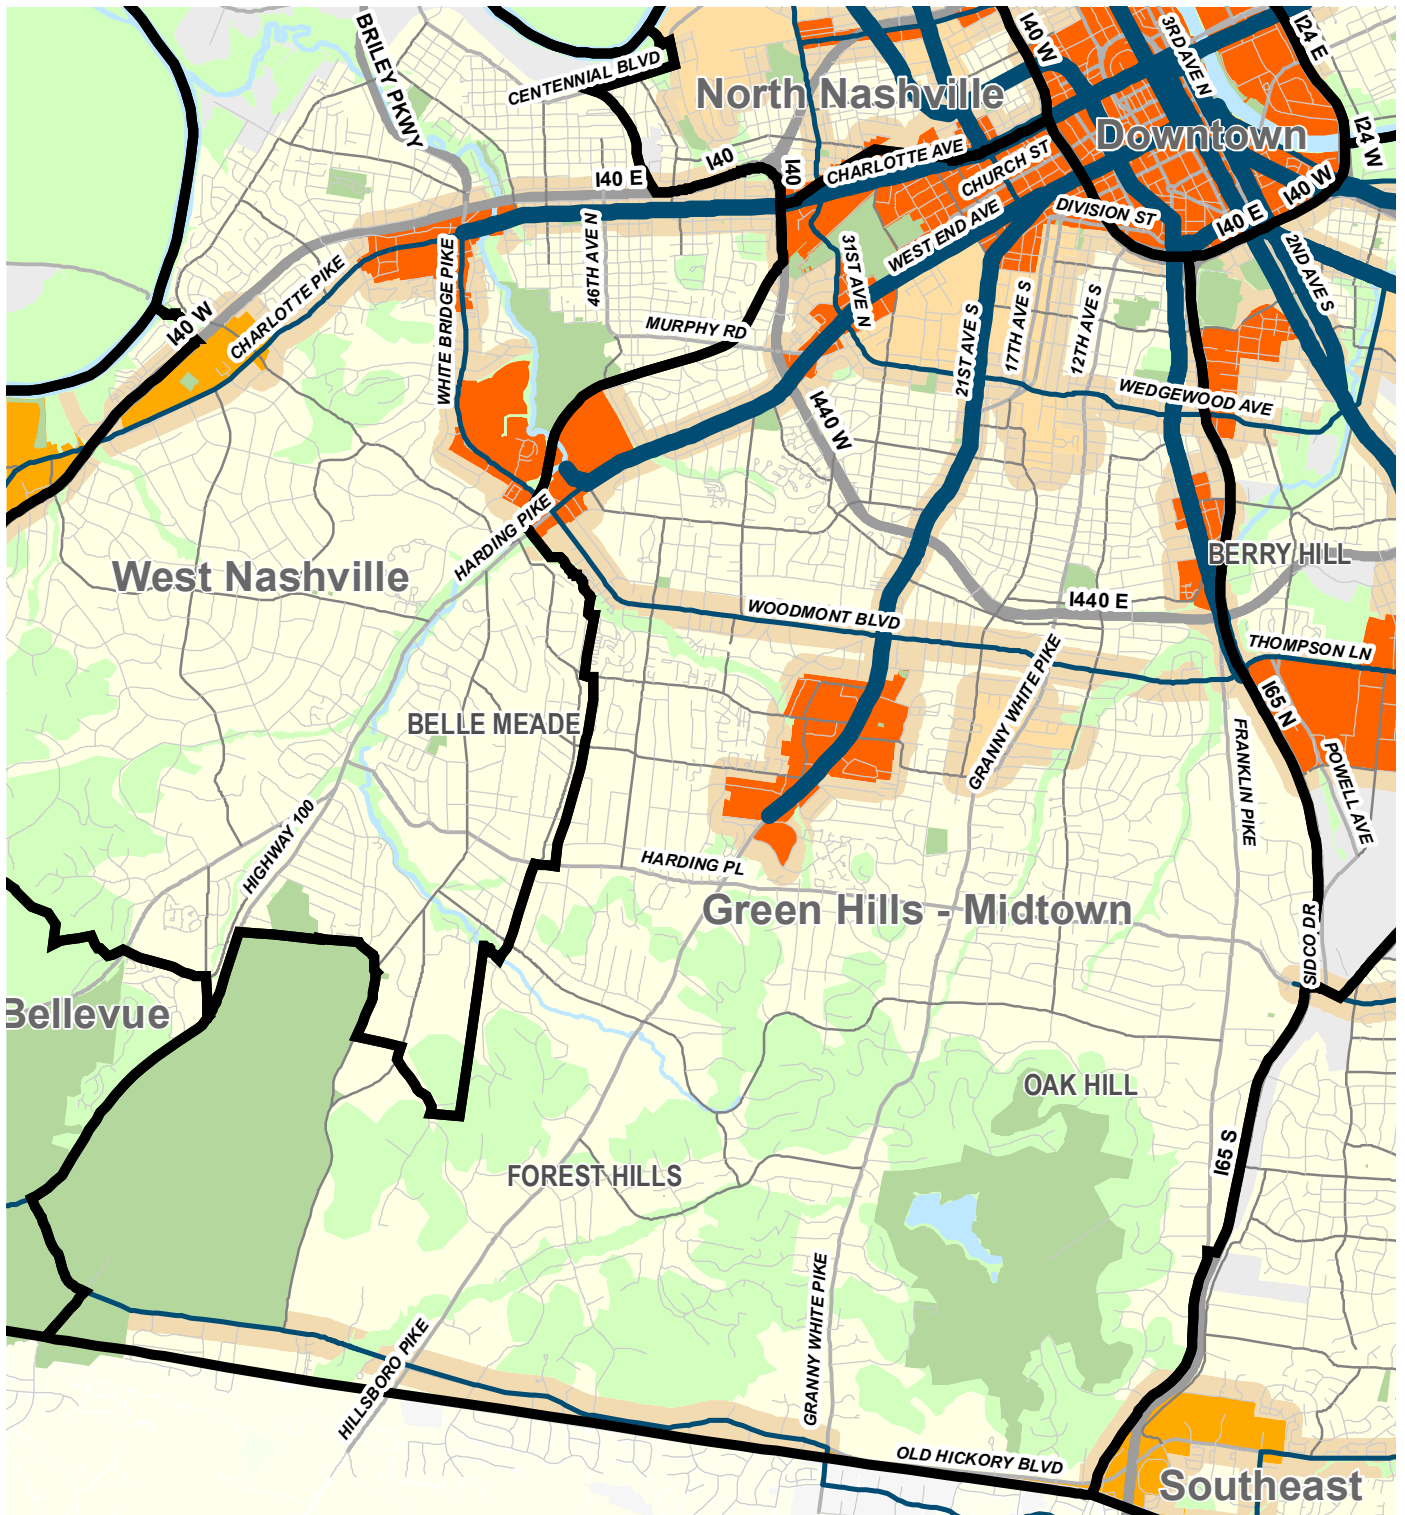 BRILEY PKWY
CENTENNIAL BLVD
North Nashville
I40 W
3RD AVE N
I24 E
I24 W
Downtown
I40 E
I40
I40
CHARLOTTE AVE
CHURCH ST
WEST END AVE
DIVISION ST
I40 E
I40 W
2ND AVE S
46TH AVE N
31ST AVE N
WHITE BRIDGE PIKE
CHARLOTTE PIKE
I40 W
MURPHY RD
21ST AVE S
17TH AVE S
12TH AVE S
WEDGEWOOD AVE
I440 W
HARDING PIKE
West Nashville
BERRY HILL
I440 E
WOODMONT BLVD
THOMPSON LN
GRANNY WHITE PIKE
I65 N
BELLE MEADE
FRANKLIN PIKE
POWELL AVE
HIGHWAY 100
HARDING PL
Green Hills - Midtown
SIDCO DR
Bellevue
OAK HILL
I65 S
FOREST HILLS
GRANNY WHITE PIKE
HILLSBORO PIKE
OLD HICKORY BLVD
Southeast